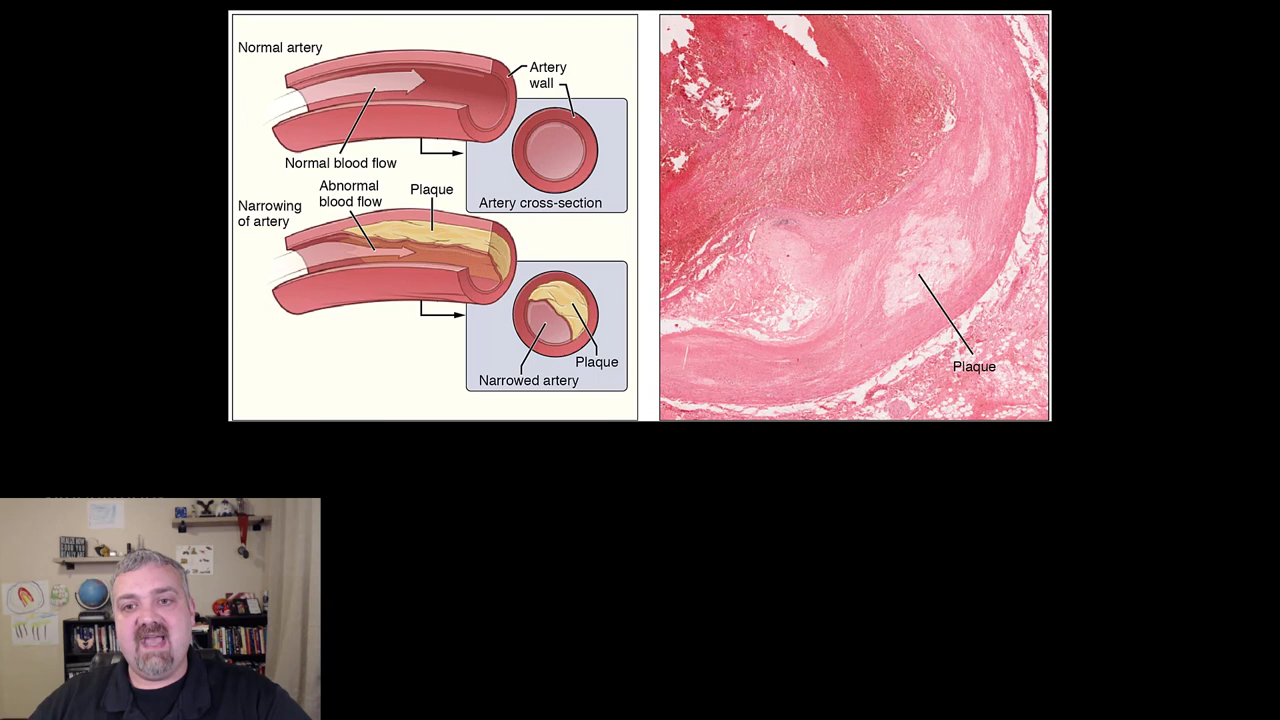 Normal artery
Artery
wall
Normal blood flow
Artery cross-section
Abnormal
blood flow
Plaque
Narrowing
of artery
Plaque
Narrowed artery
Plaque